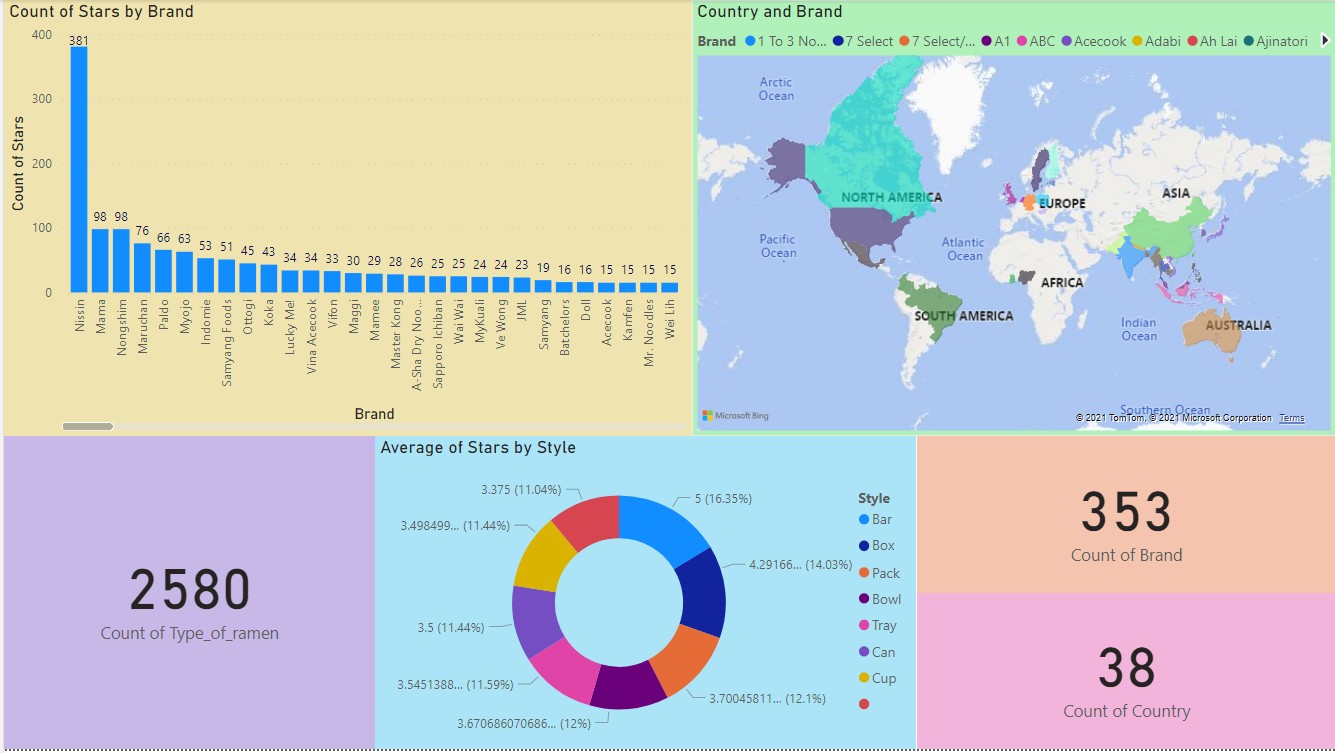 Count of Stars by Brand
Count of Stars
400
300
200
100
0
381
98
98
76
66
63
53
51
45
43
34
34
33
30
29
28
26
25
25
24
24
23
19
16
16
15
15
15
15
Nissin
Mama
Nongshim
Maruchan
Paldo
Myojo
Indomie
Samyang Foods
Ottogi
Koka
Lucky Me!
Vina Acecook
Vifon
Maggi
Mamee
Master Kong
A-Sha Dry Noo...
Sapporo Ichiban
Wai Wai
MyKuali
Ve Wong
JML
Samyang
Batchelors
Doll
Acecook
Kamfen
Mr. Noodles
Wei Lih
Brand
Country and Brand
Brand 1 To 3 No... 7 Select 7 Select/... A1 ABC Acecook Adabi Ah Lai Ajinatori
Arctic
Ocean
NORTH AMERICA
EUROPE
ASIA
Pacific
Ocean
Atlantic
Ocean
AFRICA
SOUTH AMERICA
Indian
Ocean
AUSTRALIA
Southern Ocean
Microsoft Bing
© 2021 TomTom, © 2021 Microsoft Corporation Terms
2580
Count of Type_of_ramen
Average of Stars by Style
3.375 (11.04%)
5 (16.35%)
3.498499... (11.44%)
4.29166... (14.03%)
3.5 (11.44%)
3.5451388... (11.59%)
3.70045811... (12.1%)
3.670686070686... (12%)
Style
Bar
Box
Pack
Bowl
Tray
Can
Cup
353
Count of Brand
38
Count of Country